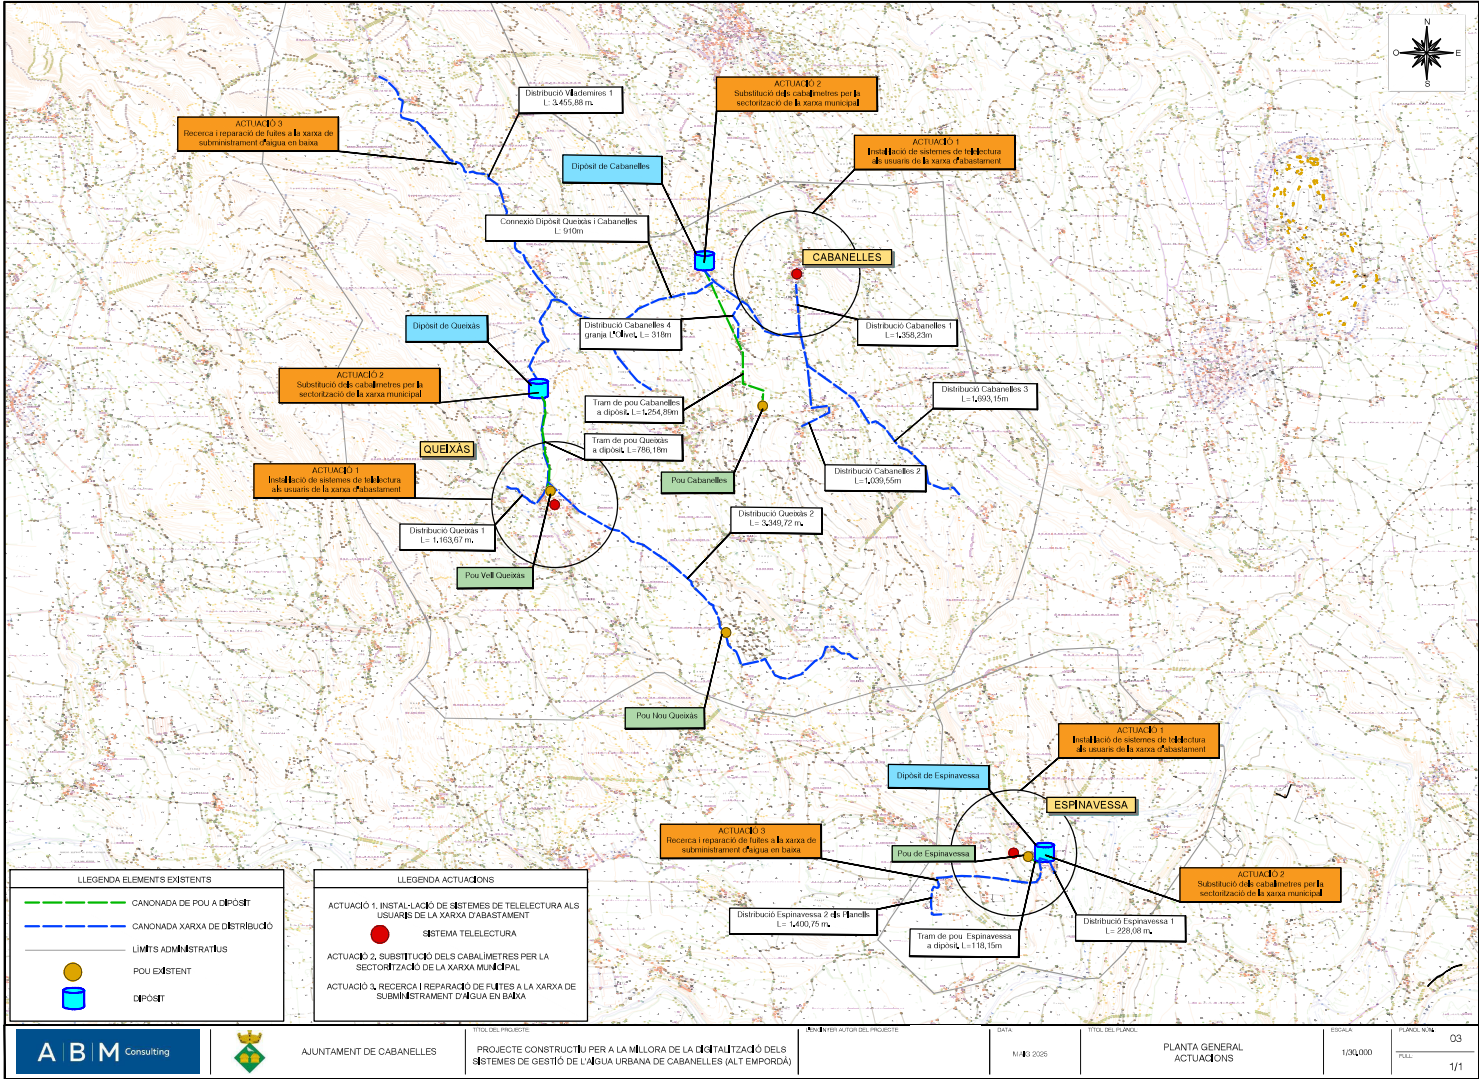 N
O
E
S
ACTUACIÓ 2
Substitució dels cabalímetres per la
sectorització de la xarxa municipal
Distribució Vilademires 1
L: 3.455,88 m.
ACTUACIÓ 3
Recerca i reparació de fuites a la xarxa de
subministrament d'aigua en baixa
ACTUACIÓ 1
Instal·lació de sistemes de telelectura
als usuaris de la xarxa d'abastament
Dipòsit de Cabanelles
Connexió Dipòsit Queixàs i Cabanelles
L: 910m
CABANELLES
Dipòsit de Queixàs
Distribució Cabanelles 4
granja L'Olivet. L= 318m
Distribució Cabanelles 1
L=1.358,23m
ACTUACIÓ 2
Substitució dels cabalímetres per la
sectorització de la xarxa municipal
Distribució Cabanelles 3
L=1.693,15m
Tram de pou Cabanelles
a dipòsit. L=1.254,89m
QUEIXÀS
Tram de pou Queixàs
a dipòsit. L=786,18m
ACTUACIÓ 1
Instal·lació de sistemes de telelectura
als usuaris de la xarxa d'abastament
Pou Cabanelles
Distribució Cabanelles 2
L=1.039,55m
Distribució Queixàs 2
L= 3.349,72 m.
Distribució Queixàs 1
L= 1.163,67 m.
Pou Vell Queixàs
Pou Nou Queixàs
ACTUACIÓ 1
Instal·lació de sistemes de telelectura
als usuaris de la xarxa d'abastament
Dipòsit de Espinavessa
ESPINAVESSA
ACTUACIÓ 3
Recerca i reparació de fuites a la xarxa de
subministrament d'aigua en baixa
Pou de Espinavessa
ACTUACIÓ 2
Substitució dels cabalímetres per la
sectorització de la xarxa municipal
Distribució Espinavessa 2 els Planells
L= 1.400,75 m.
Distribució Espinavessa 1
L= 228,08 m.
Tram de pou Espinavessa
a dipòsit. L=118,15m
LLEGENDA ELEMENTS EXISTENTS
CANONADA DE POU A DIPÒSIT
CANONADA XARXA DE DISTRIBUCIÓ
LÍMITS ADMINISTRATIUS
POU EXISTENT
DIPÒSIT
LLEGENDA ACTUACIONS
ACTUACIÓ 1. INSTAL·LACIÓ DE SISTEMES DE TELELECTURA ALS
USUARIS DE LA XARXA D'ABASTAMENT
SISTEMA TELELECTURA
ACTUACIÓ 2. SUBSTITUCIÓ DELS CABALÍMETRES PER LA
SECTORITZACIÓ DE LA XARXA MUNICIPAL
ACTUACIÓ 3. RECERCA I REPARACIÓ DE FUITES A LA XARXA DE
SUBMINISTRAMENT D'AIGUA EN BAIXA
A|B|M Consulting
AJUNTAMENT DE CABANELLES
TÍTOL DEL PROJECTE:
PROJECTE CONSTRUCTIU PER A LA MILLORA DE LA DIGITALITZACIÓ DELS
SISTEMES DE GESTIÓ DE L'AIGUA URBANA DE CABANELLES (ALT EMPORDÀ)
L'ENGINYER AUTOR DEL PROJECTE:
DATA:
MAIG 2025
TÍTOL DEL PLÀNOL:
PLANTA GENERAL
ACTUACIONS
ESCALA:
1/30.000
PLÀNOL NÚM.
03
FULL:
1/1